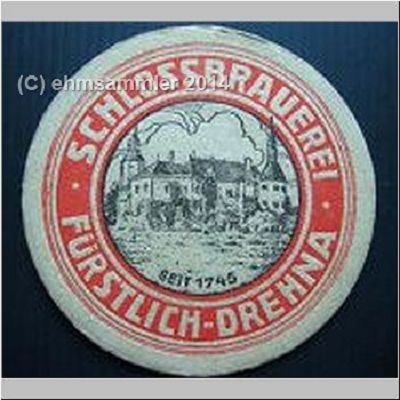 (C) ehmsammler 2014
SCHLOSSBRAUEREI
SEIT 1745
FÜRSTLICH-DREHNA